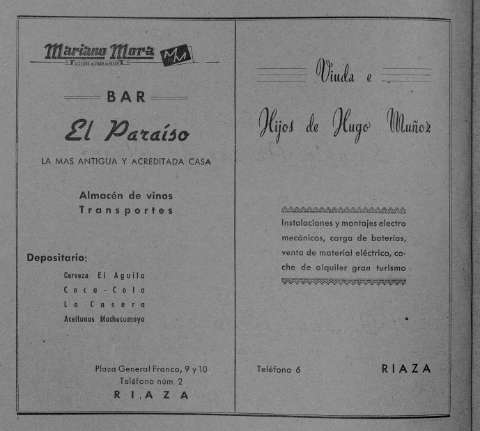 Mariano Mora
MM
BAR
El Paraíso
LA MAS ANTIGUA Y ACREDITADA CASA
Almacén de vinos
Transportes
Depositario:
Cerveza El Aguila
Coca-Cola
La Casera
Aceitunas Machacamoya
Plaza General Franco, 9 y 10
Teléfono núm 2
RIAZA
Viuda e
Hijos de Hugo Muñoz
Instalaciones y montajes electro
mecánicos, carga de baterías,
venta de material eléctrico, co-
che de alquiler gran turismo
Teléfono 6
RIAZA